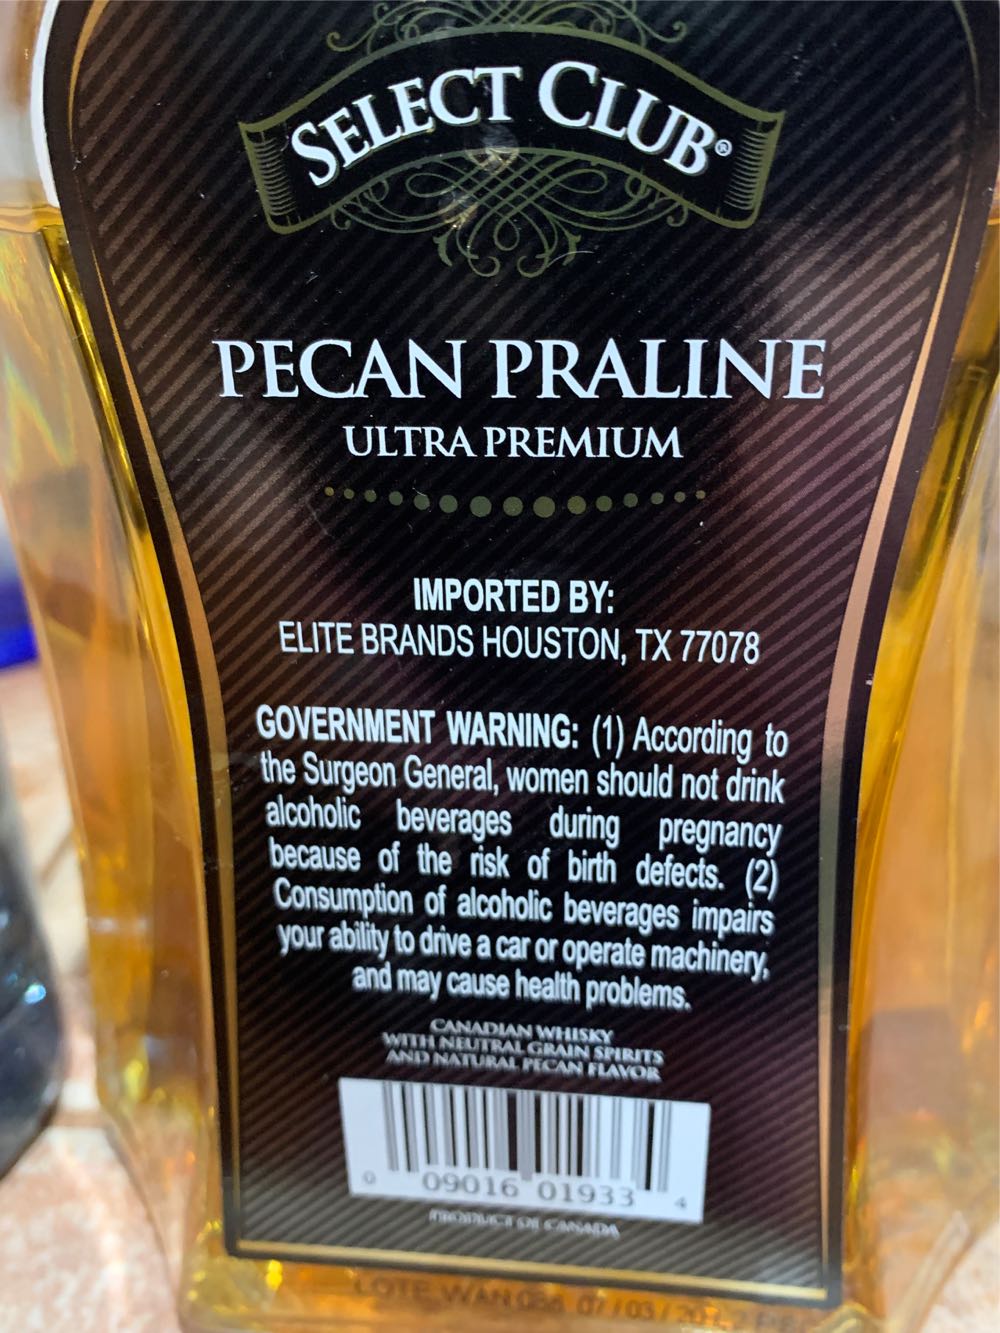 SELECT CLUB®
PECAN PRALINE
ULTRA PREMIUM
IMPORTED BY:
ELITE BRANDS HOUSTON, TX 77078
GOVERNMENT WARNING: (1) According to
the Surgeon General, women should not drink
alcoholic beverages during pregnancy
because of the risk of birth defects. (2)
Consumption of alcoholic beverages impairs
your ability to drive a car or operate machinery,
and may cause health problems.
CANADIAN WHISKY
WITH NEUTRAL GRAIN SPIRITS
AND NATURAL PECAN FLAVOR
0 09016 01933 4
PRODUCT OF CANADA
LOTE WAN